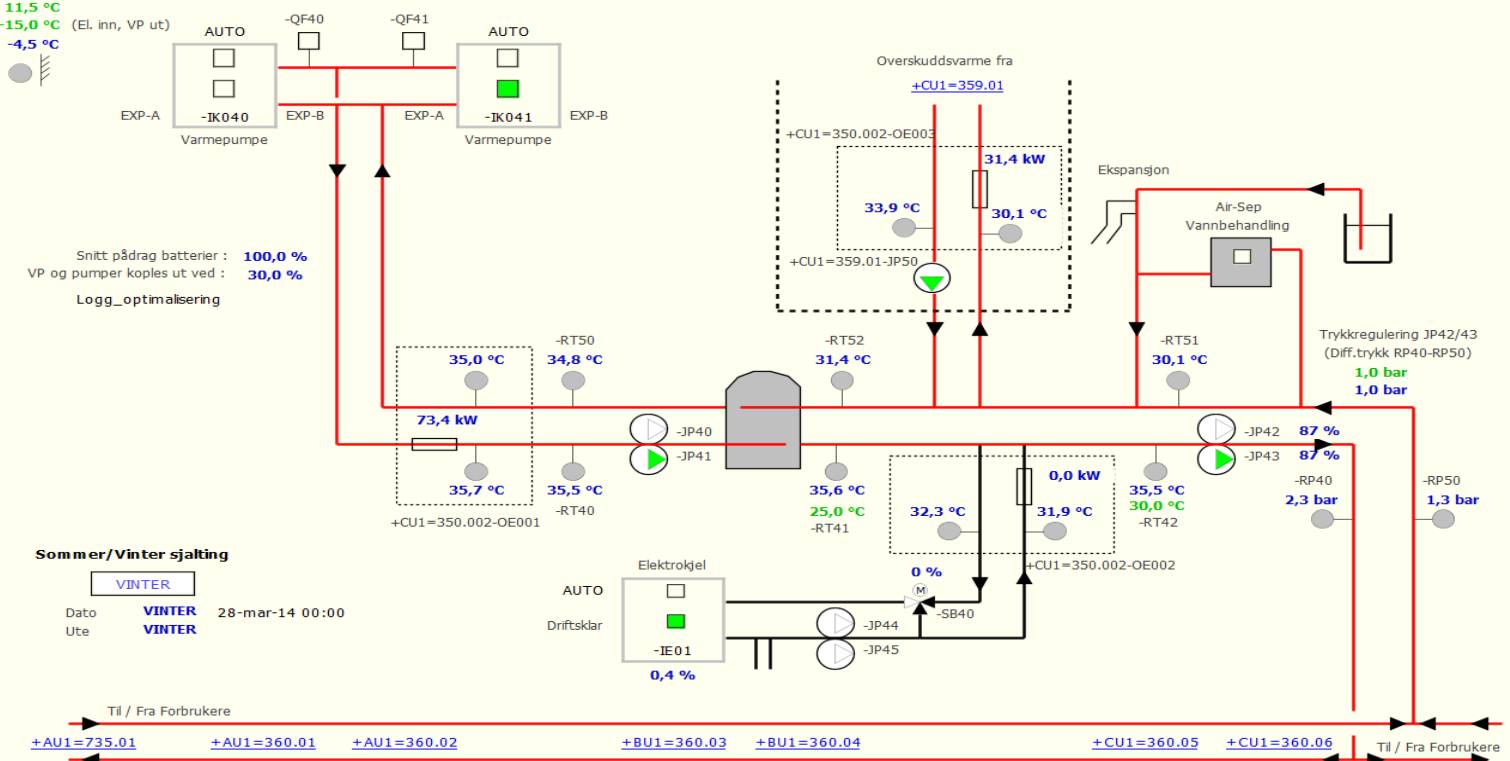 11,5 °C
-15,0 °C (El. inn, VP ut)
-4,5 °C
-QF40
-QF41
AUTO
AUTO
EXP-A
-IK040
EXP-B
EXP-A
-IK041
EXP-B
Varmepumpe
Varmepumpe
Overskuddsvarme fra
+CU1=359.01
+CU1=350.002-OE003
31,4 kW
33,9 °C
30,1 °C
+CU1=359.01-JP50
Ekspansjon
Air-Sep
Vannbehandling
Snitt pådrag batterier : 100,0 %
VP og pumper koples ut ved : 30,0 %
Logg_optimalisering
Trykkregulering JP42/43
(Diff.trykk RP40-RP50)
1,0 bar
1,0 bar
-RT50
35,0 °C
34,8 °C
-RT52
31,4 °C
-RT51
30,1 °C
73,4 kW
-JP40
-JP41
-JP42 87 %
-JP43 87 %
35,7 °C
35,5 °C
-RT40
+CU1=350.002-OE001
35,6 °C
25,0 °C
-RT41
0,0 kW
32,3 °C
31,9 °C
+CU1=350.002-OE002
35,5 °C
30,0 °C
-RT42
-RP40
2,3 bar
-RP50
1,3 bar
Sommer/Vinter sjalting
VINTER
Dato VINTER 28-mar-14 00:00
Ute VINTER
Elektrokjel
AUTO
Driftsklar
-IE01
0,4 %
0 %
M
-SB40
-JP44
-JP45
Til / Fra Forbrukere
+AU1=735.01
+AU1=360.01
+AU1=360.02
+BU1=360.03
+BU1=360.04
+CU1=360.05
+CU1=360.06
Til / Fra Forbrukere